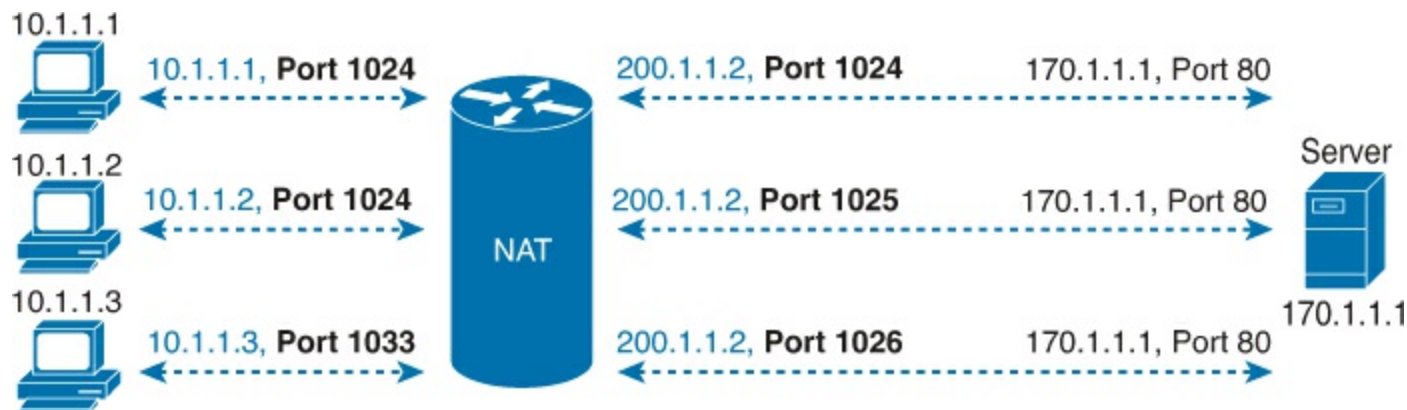 10.1.1.1
10.1.1.1, Port 1024
200.1.1.2, Port 1024
170.1.1.1, Port 80
10.1.1.2
10.1.1.2, Port 1024
NAT
200.1.1.2, Port 1025
170.1.1.1, Port 80
Server
170.1.1.1
10.1.1.3
10.1.1.3, Port 1033
200.1.1.2, Port 1026
170.1.1.1, Port 80